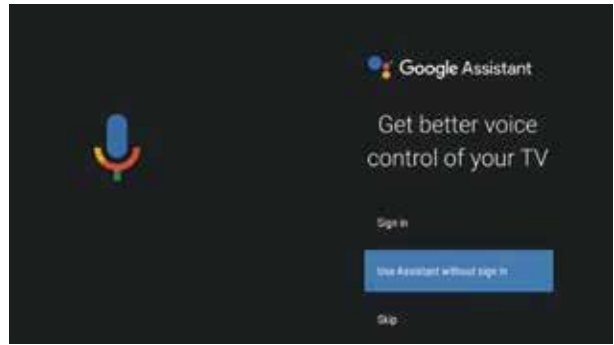 Google Assistant
Get better voice
control of your TV
Sign in
Use Assistant without sign in
Skip